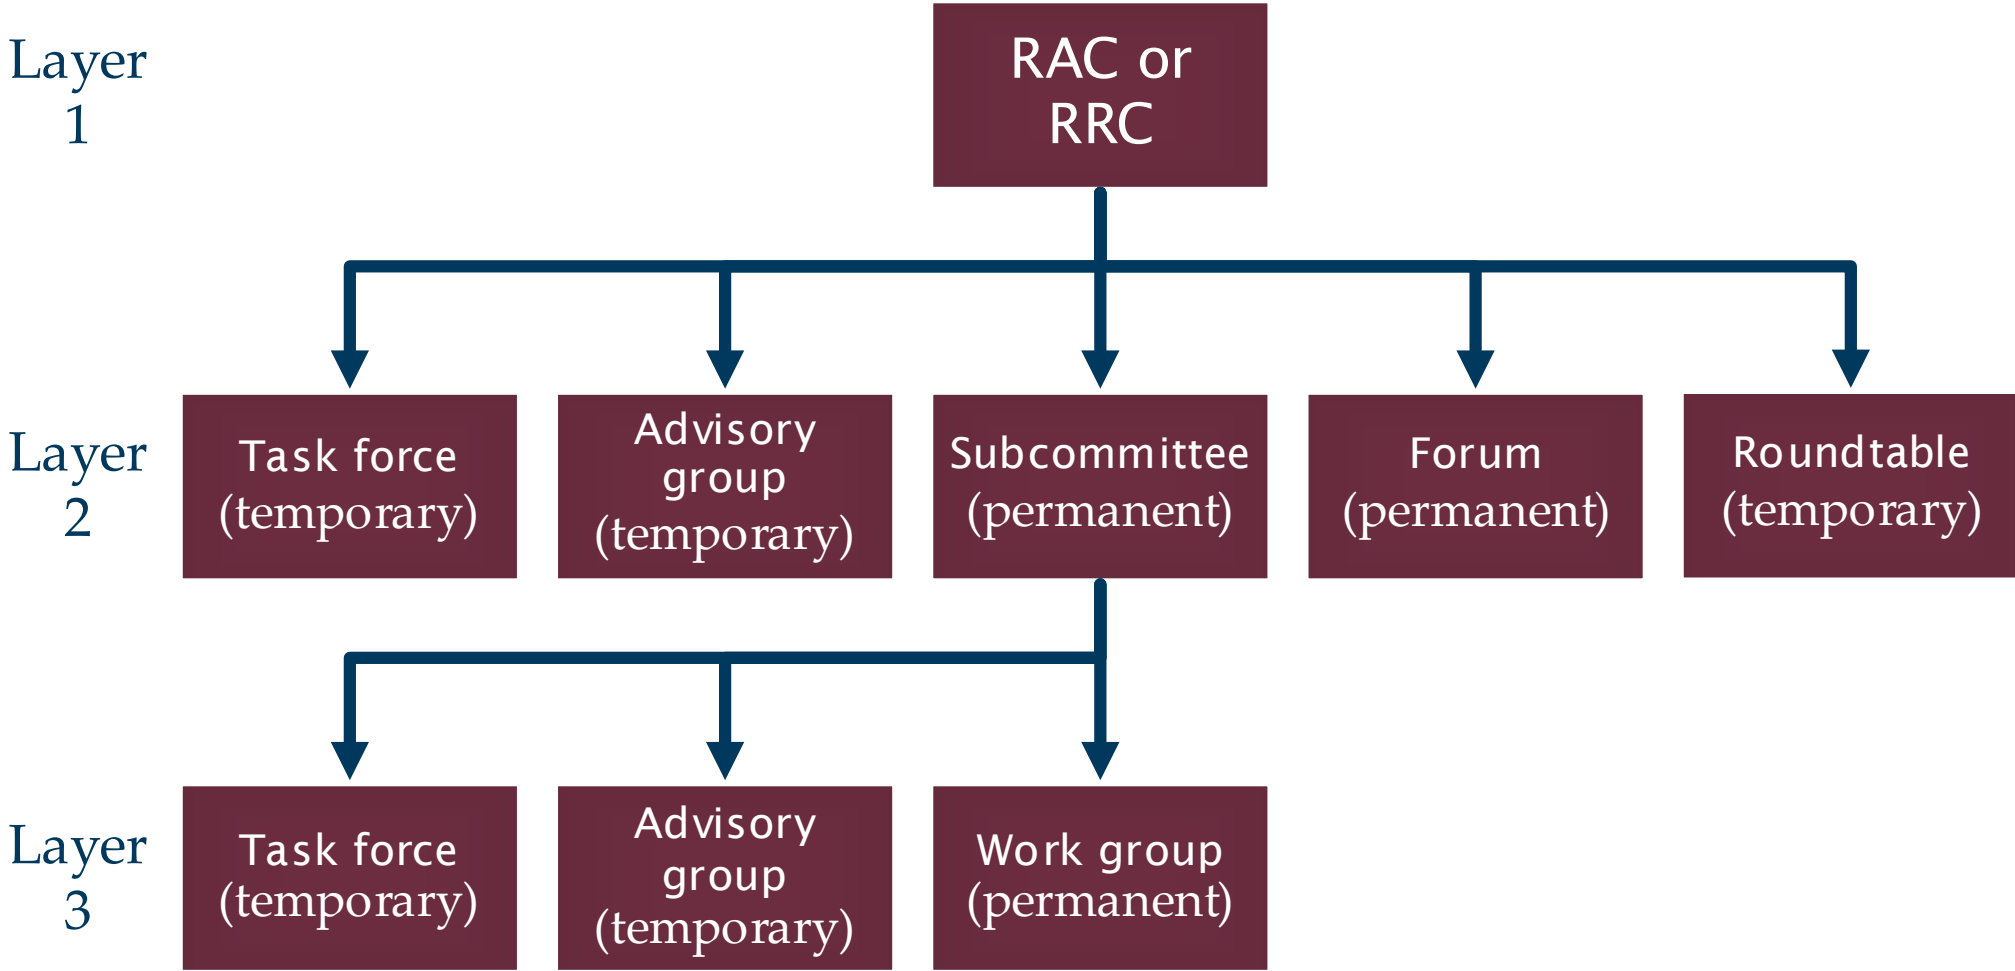 Layer
1
RAC or
RRC
Layer
2
Task force
(temporary)
Advisory
group
(temporary)
Subcommittee
(permanent)
Forum
(permanent)
Roundtable
(temporary)
Layer
3
Task force
(temporary)
Advisory
group
(temporary)
Work group
(permanent)